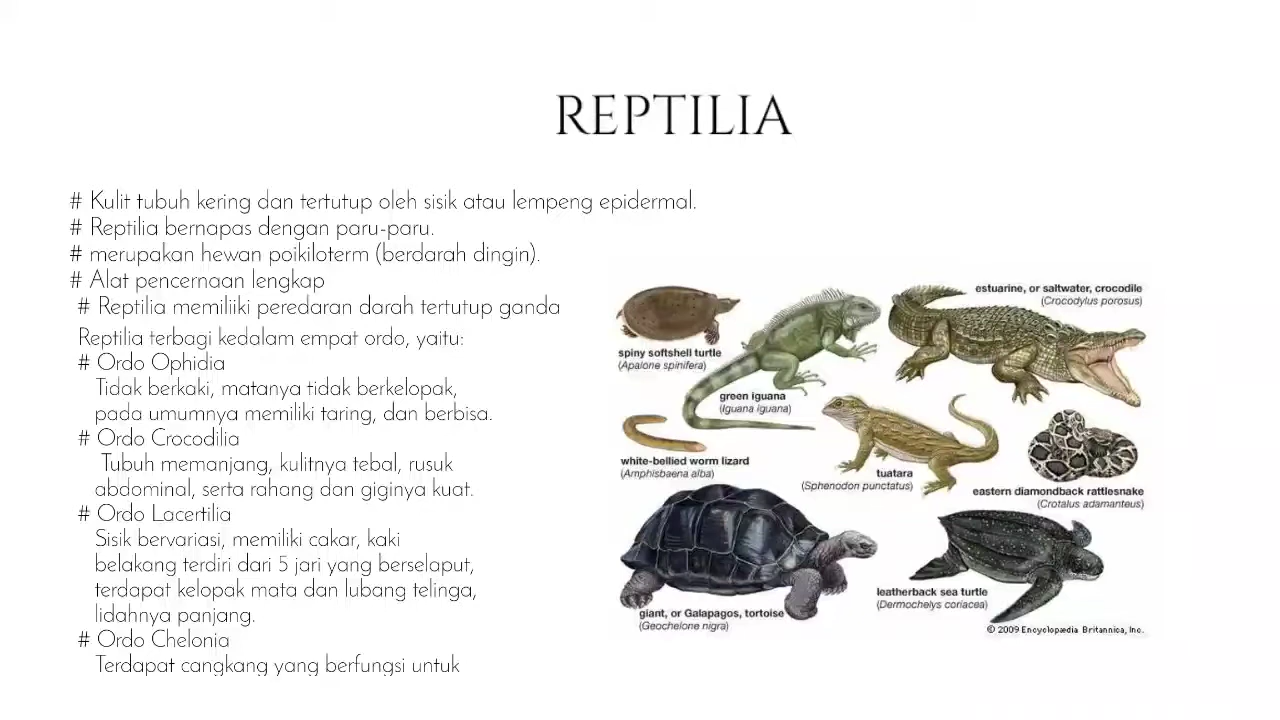 REPTILIA
# Kulit tubuh kering dan tertutup oleh sisik atau lempeng epidermal.
# Reptilia bernapas dengan paru-paru.
# merupakan hewan poikiloterm (berdarah dingin).
# Alat pencernaan lengkap
# Reptilia memiliiki peredaran darah tertutup ganda
Reptilia terbagi kedalam empat ordo, yaitu:
# Ordo Ophidia
Tidak berkaki, matanya tidak berkelopak,
pada umumnya memiliki taring, dan berbisa.
# Ordo Crocodilia
Tubuh memanjang, kulitnya tebal, rusuk
abdominal, serta rahang dan giginya kuat.
# Ordo Lacertilia
Sisik bervariasi, memiliki cakar, kaki
belakang terdiri dari 5 jari yang berselaput,
terdapat kelopak mata dan lubang telinga,
lidahnya panjang.
# Ordo Chelonia
Terdapat cangkang yang berfungsi untuk
estuarine, or saltwater, crocodile
(Crocodylus porosus)
spiny softshell turtle
(Apalone spinifera)
green iguana
(Iguana iguana)
white-bellied worm lizard
(Amphisbaena alba)
tuatara
(Sphenodon punctatus)
eastern diamondback rattlesnake
(Crotalus adamanteus)
giant, or Galapagos, tortoise
(Geochelone nigra)
leatherback sea turtle
(Dermochelys coriacea)
© 2009 Encyclopædia Britannica, Inc.